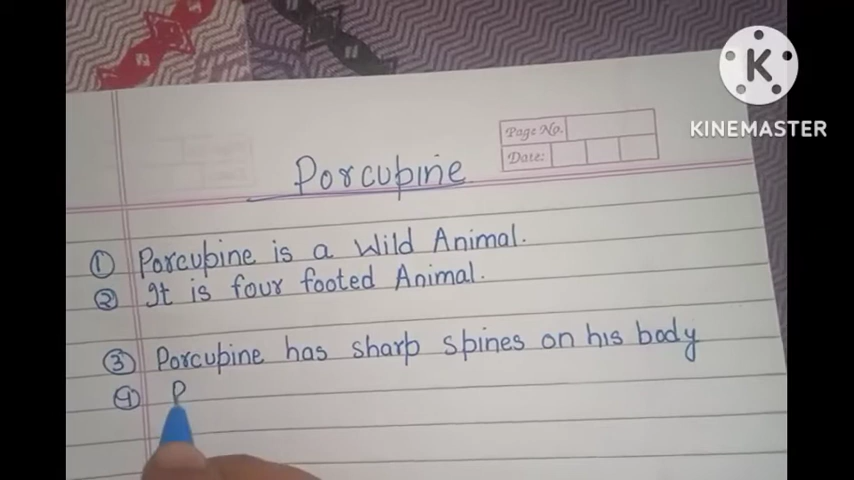 K
KINEMASTER
Page No.
Date:
Porcupine
① Porcupine is a Wild Animal.
② It is four footed Animal.
③ Porcupine has sharp spines on his body
④ P